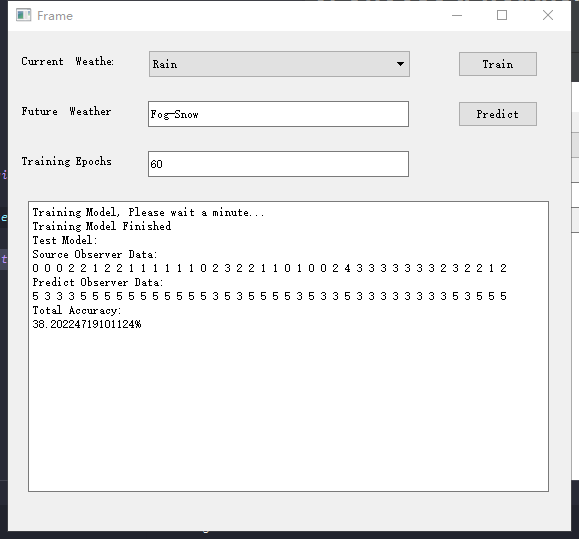 Frame
Current Weathe:
Rain
Train
Future Weather
Fog-Snow
Predict
Training Epochs
60
Training Model, Please wait a minute...
Training Model Finished
Test Model:
Source Observer Data:
0 0 0 2 2 1 2 2 1 1 1 1 1 1 0 2 3 2 2 1 1 0 1 0 0 2 4 3 3 3 3 3 3 3 2 3 2 2 1 2
Predict Observer Data:
5 3 3 3 5 5 5 5 5 5 5 5 5 5 5 3 5 3 5 5 5 5 3 5 3 3 5 3 3 3 3 3 3 3 3 5 3 5 5 5
Total Accuracy:
38.20224719101124%